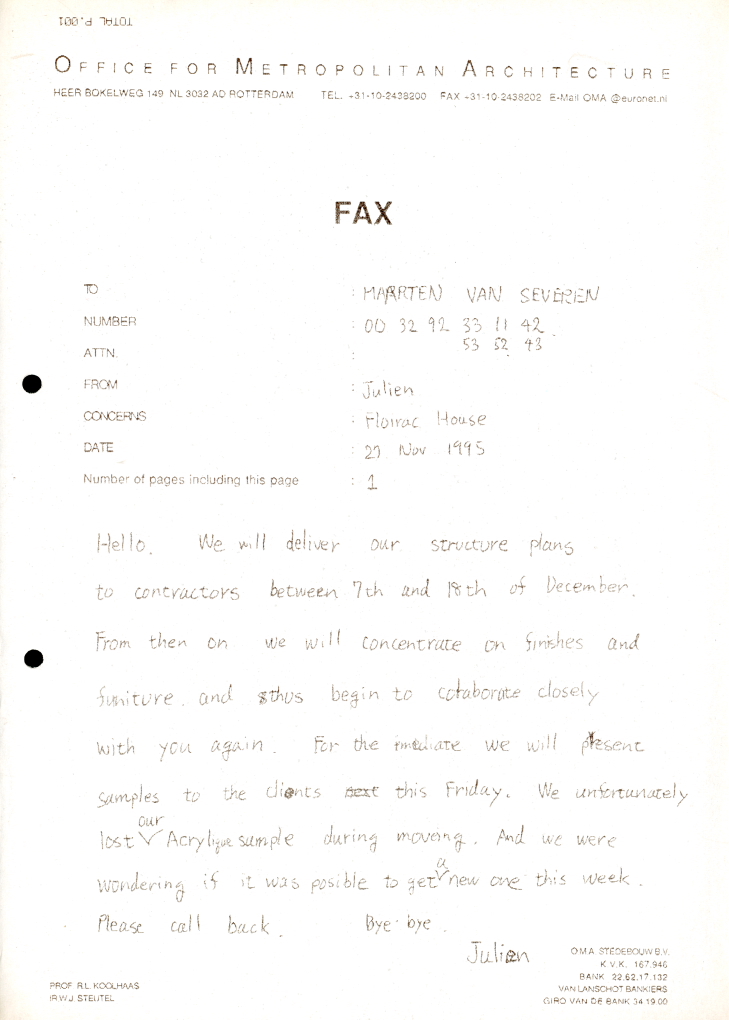 TOTAL P.001
OFFICE FOR METROPOLITAN ARCHITECTURE
HEER BOKELWEG 149 NL 3032 AD ROTTERDAM TEL. +31-10-2438200 FAX +31-10-2438202 E-Mail OMA @euronet.nl
FAX
TO : MAARTEN VAN SEVEREN
NUMBER : 00 32 92 33 11 42
53 52 43
ATTN. :
FROM : Julien
CONCERNS : Floirac House
DATE : 27 Nov 1995
Number of pages including this page : 1
Hello. We will deliver our structure plans
to contractors between 7th and 18th of December.
From then on we will concentrate on finishes and
funiture. and thus begin to collaborate closely
with you again. For the imediate we will present
samples to the clients next this Friday. We unfortunately
lost our Acrylique sample during moveing. And we were
wondering if it was posible to get a new one this week.
Please call back. Bye bye.
Julien
OMA STEDEBOUW B.V.
K.V.K. 167.946
BANK 22.62.17.132
VAN LANSCHOT BANKIERS
GIRO VAN DE BANK 34 19 00
PROF. R.L. KOOLHAAS
IR.W.J. STEUTEL